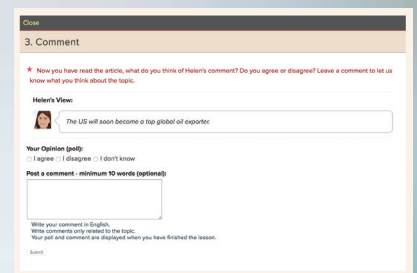 Close
3. Comment
* Now you have read the article, what do you think of Helen's comment? Do you agree or disagree? Leave a comment to let us
know what you think about the topic.
Helen's View:
The US will soon become a top global oil exporter.
Your Opinion (poll):
I agree I disagree I don't know
Post a comment - minimum 10 words (optional):
Write your comment in English.
Write comments only related to the topic.
Your poll and comment are displayed when you have finished the lesson.
Submit